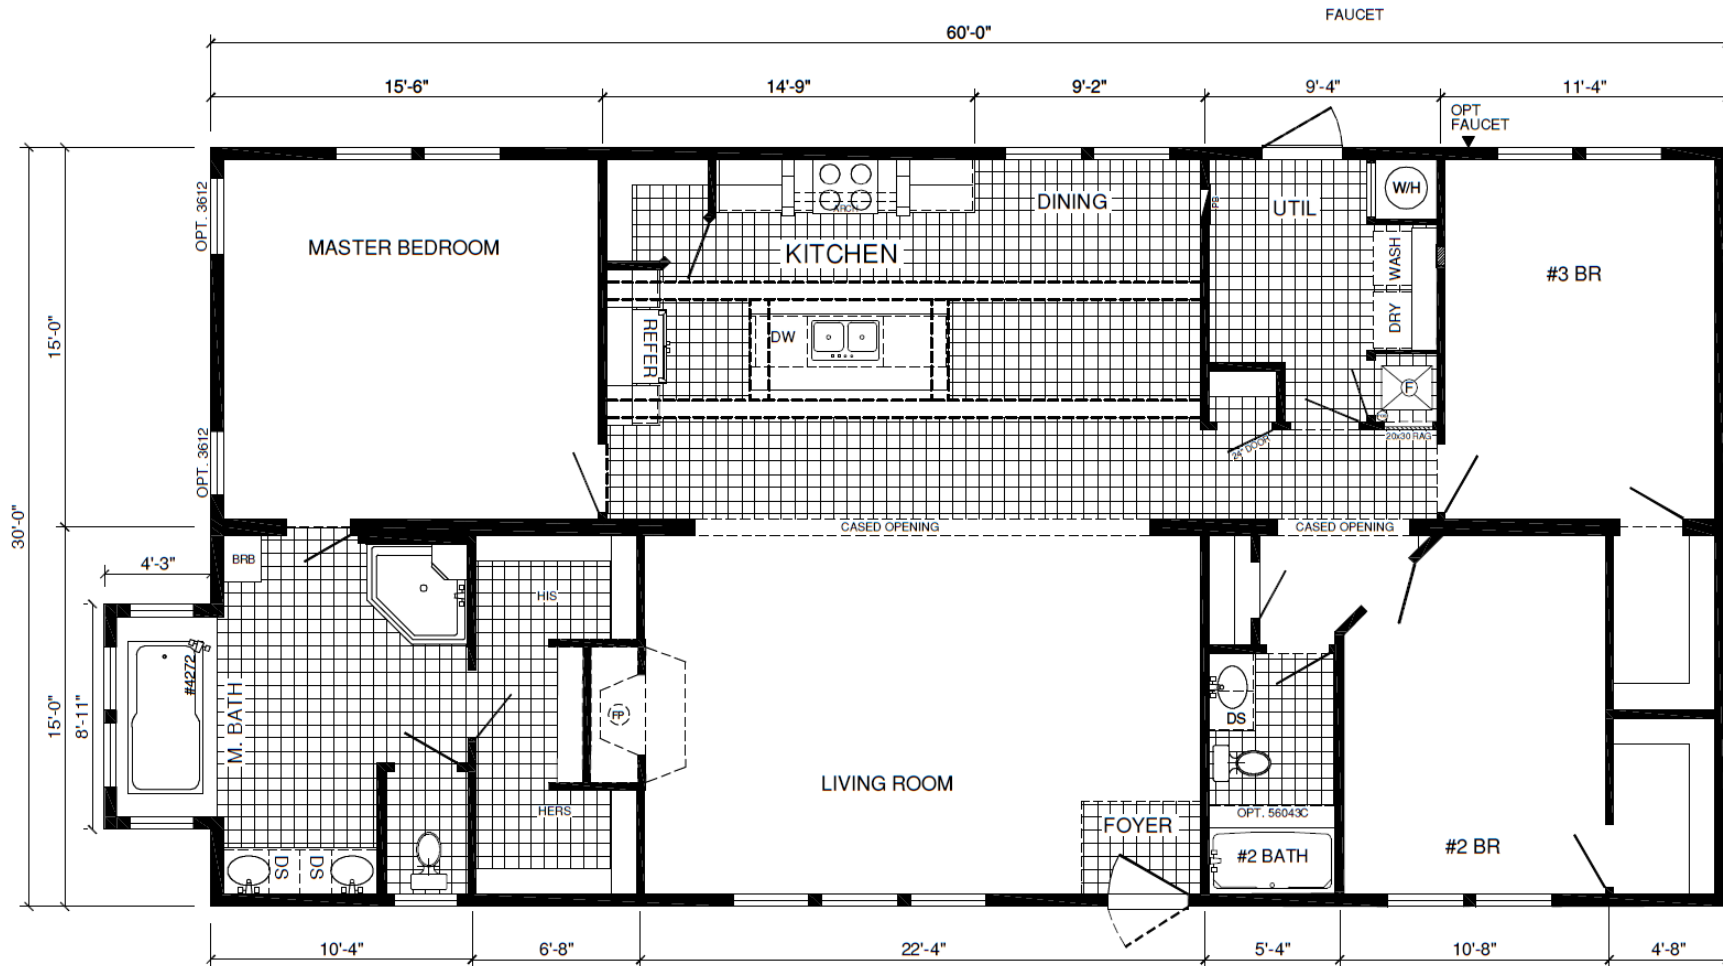 FAUCET
60'-0"
15'-6"
14'-9"
9'-2"
9'-4"
11'-4"
OPT
FAUCET
OPT. 3612
MASTER BEDROOM
ARCH
KITCHEN
DINING
UTIL
W/H
WASH
DRY
#3 BR
REFER
DW
F
20x30 RAG
24" DOOR
OPT. 3612
15'-0"
30'-0"
CASED OPENING
CASED OPENING
4'-3"
BRB
HIS
#4272
M. BATH
8'-11"
15'-0"
FP
HERS
LIVING ROOM
FOYER
DS
OPT. 56043C
#2 BATH
#2 BR
DS
DS
10'-4"
6'-8"
22'-4"
5'-4"
10'-8"
4'-8"